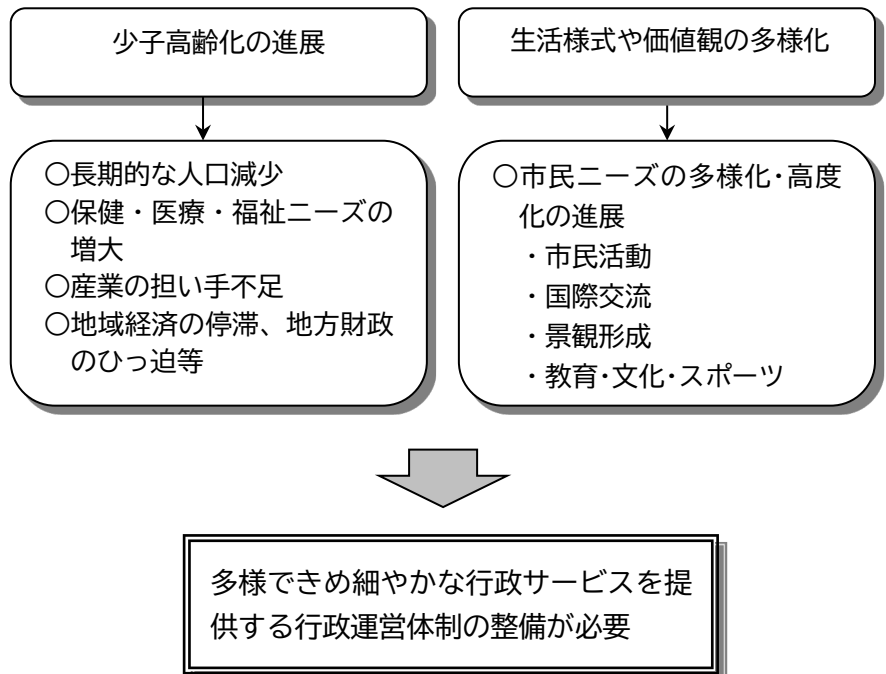 少子高齢化の進展
生活様式や価値観の多様化
〇長期的な人口減少
〇保健・医療・福祉ニーズの
増大
〇産業の担い手不足
〇地域経済の停滞、地方財政
のひっ迫等
〇市民ニーズの多様化・高度
化の進展
・市民活動
・国際交流
・景観形成
・教育・文化・スポーツ
多様できめ細やかな行政サービスを提
供する行政運営体制の整備が必要